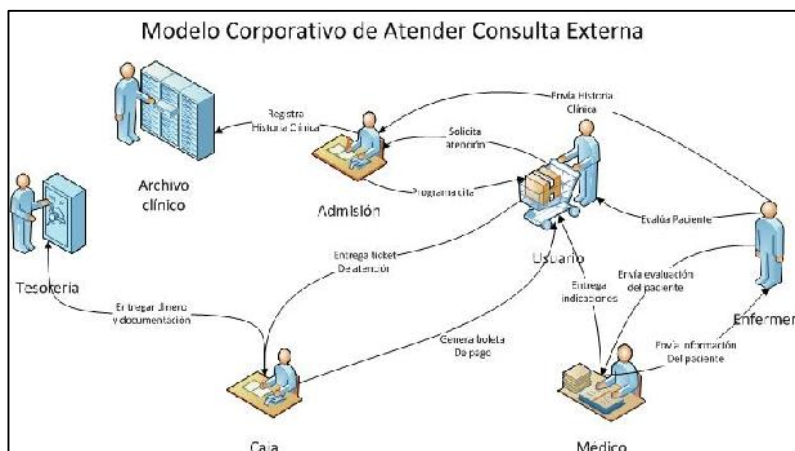 Modelo Corporativo de Atender Consulta Externa
Envía Historia
Clínica
Registra
Historia Clínica
Solicita
atención
Archivo
clínico
Admisión
Programa cita
Evalúa Paciente
Usuario
Entrega ticket
De atención
Tesorería
Entrega
indicaciones
Envía evaluación
del paciente
Enfermer
Entregar dinero
y documentación
Genera boleta
De pago
Envía información
Del paciente
Caja
Médico